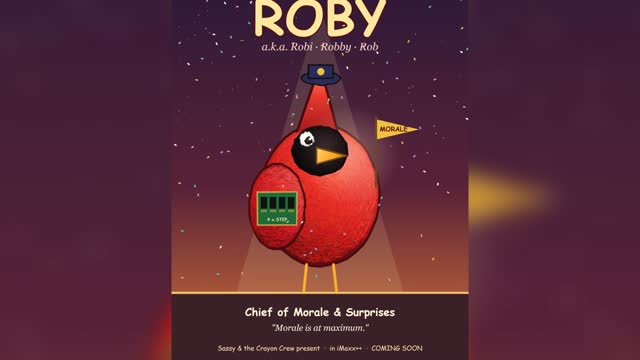 ROBY
a.k.a. Robi · Robby · Rob
MORALE
4 x STEP
Chief of Morale & Surprises
"Morale is at maximum."
Sassy & the Crayon Crew present · in iMaxx++ · COMING SOON